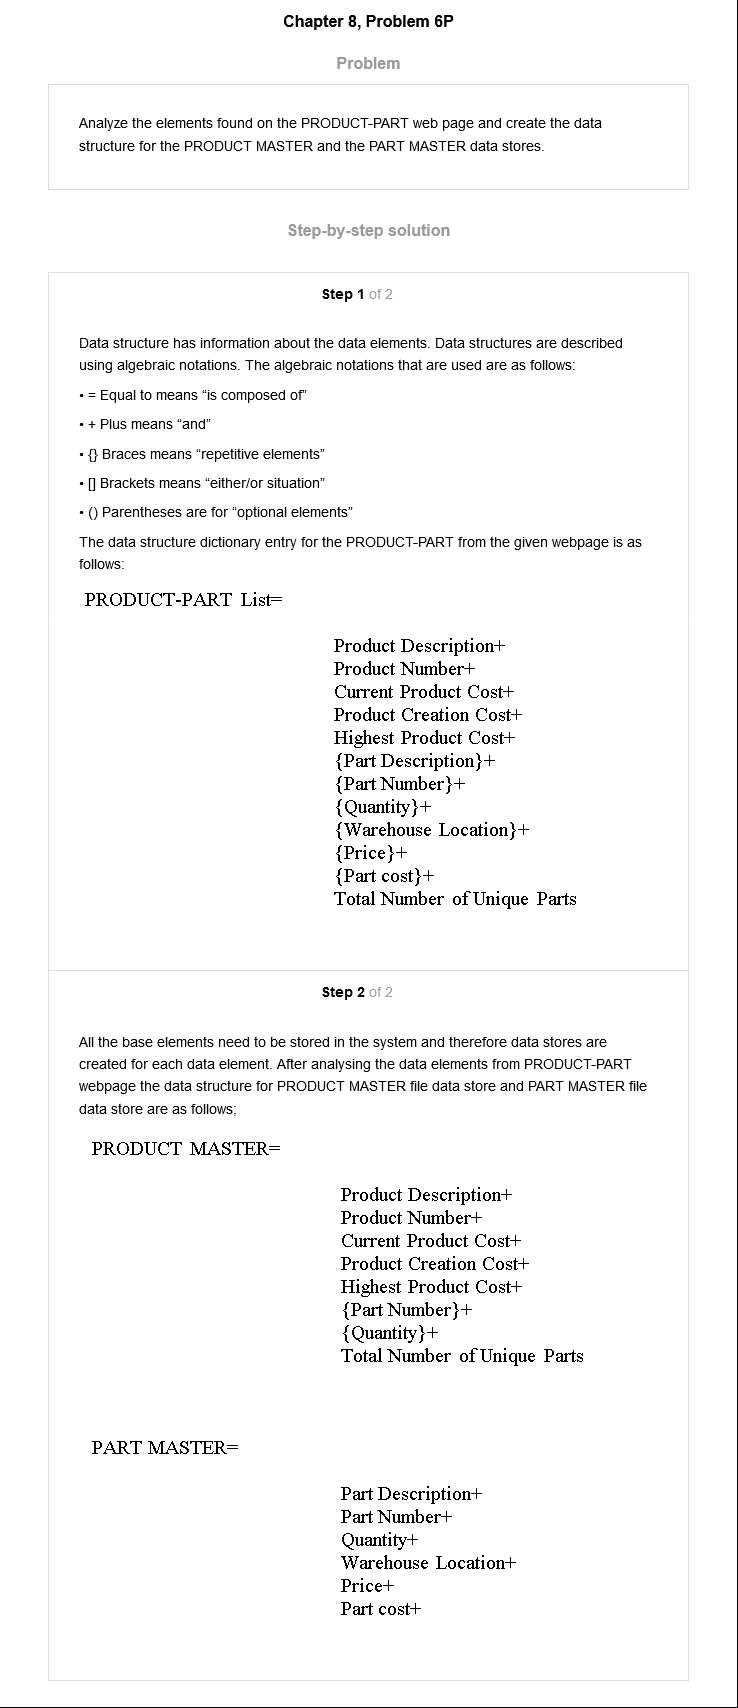 Chapter 8, Problem 6P
Problem
Analyze the elements found on the PRODUCT-PART web page and create the data
structure for the PRODUCT MASTER and the PART MASTER data stores.
Step-by-step solution
Step 1 of 2
Data structure has information about the data elements. Data structures are described
using algebraic notations. The algebraic notations that are used are as follows:
• = Equal to means “is composed of”
• + Plus means “and”
• {} Braces means “repetitive elements”
• [] Brackets means “either/or situation”
• () Parentheses are for “optional elements”
The data structure dictionary entry for the PRODUCT-PART from the given webpage is as
follows:
PRODUCT-PART List=
Product Description+
Product Number+
Current Product Cost+
Product Creation Cost+
Highest Product Cost+
{Part Description}+
{Part Number}+
{Quantity}+
{Warehouse Location}+
{Price}+
{Part cost}+
Total Number of Unique Parts
Step 2 of 2
All the base elements need to be stored in the system and therefore data stores are
created for each data element. After analysing the data elements from PRODUCT-PART
webpage the data structure for PRODUCT MASTER file data store and PART MASTER file
data store are as follows;
PRODUCT MASTER=
Product Description+
Product Number+
Current Product Cost+
Product Creation Cost+
Highest Product Cost+
{Part Number}+
{Quantity}+
Total Number of Unique Parts
PART MASTER=
Part Description+
Part Number+
Quantity+
Warehouse Location+
Price+
Part cost+